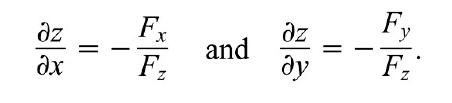 ∂z/∂x = − F_x/F_z and ∂z/∂y = − F_y/F_z.